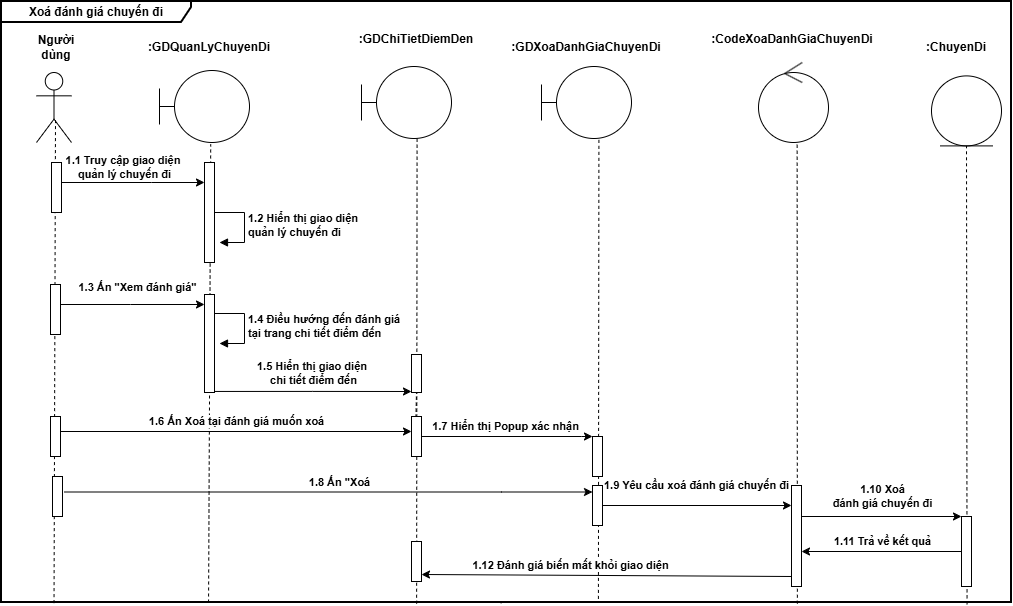 Xoá đánh giá chuyến đi
Người
dùng
:GDQuanLyChuyenDi
:GDChiTietDiemDen
:GDXoaDanhGiaChuyenDi
:CodeXoaDanhGiaChuyenDi
:ChuyenDi
1.1 Truy cập giao diện
quản lý chuyến đi
1.2 Hiển thị giao diện
quản lý chuyến đi
1.3 Ấn "Xem đánh giá"
1.4 Điều hướng đến đánh giá
tại trang chi tiết điểm đến
1.5 Hiển thị giao diện
chi tiết điểm đến
1.6 Ấn Xoá tại đánh giá muốn xoá
1.7 Hiển thị Popup xác nhận
1.8 Ấn "Xoá
1.9 Yêu cầu xoá đánh giá chuyến đi
1.10 Xoá
đánh giá chuyến đi
1.11 Trả về kết quả
1.12 Đánh giá biến mất khỏi giao diện